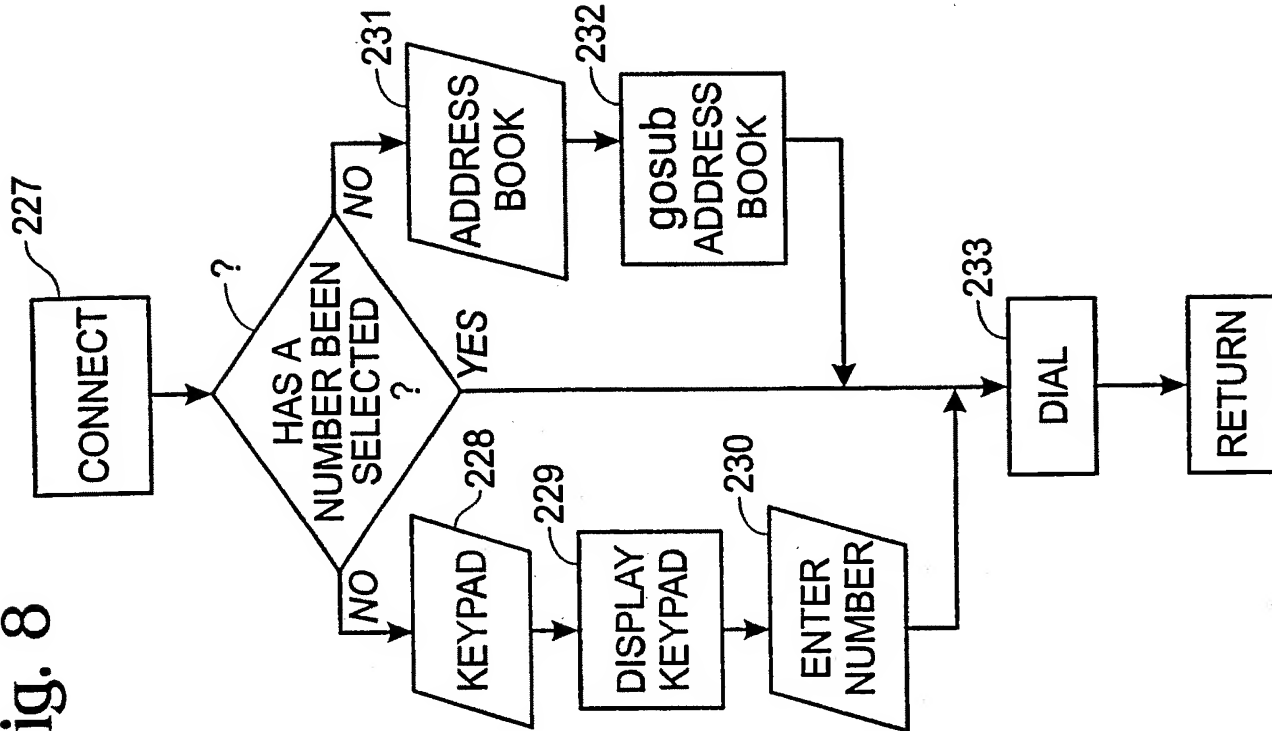 ig. 8
227
CONNECT
?
HAS A
NUMBER BEEN
SELECTED
?
NO
YES
NO
228
KEYPAD
229
DISPLAY
KEYPAD
230
ENTER
NUMBER
231
ADDRESS
BOOK
232
gosub
ADDRESS
BOOK
233
DIAL
RETURN